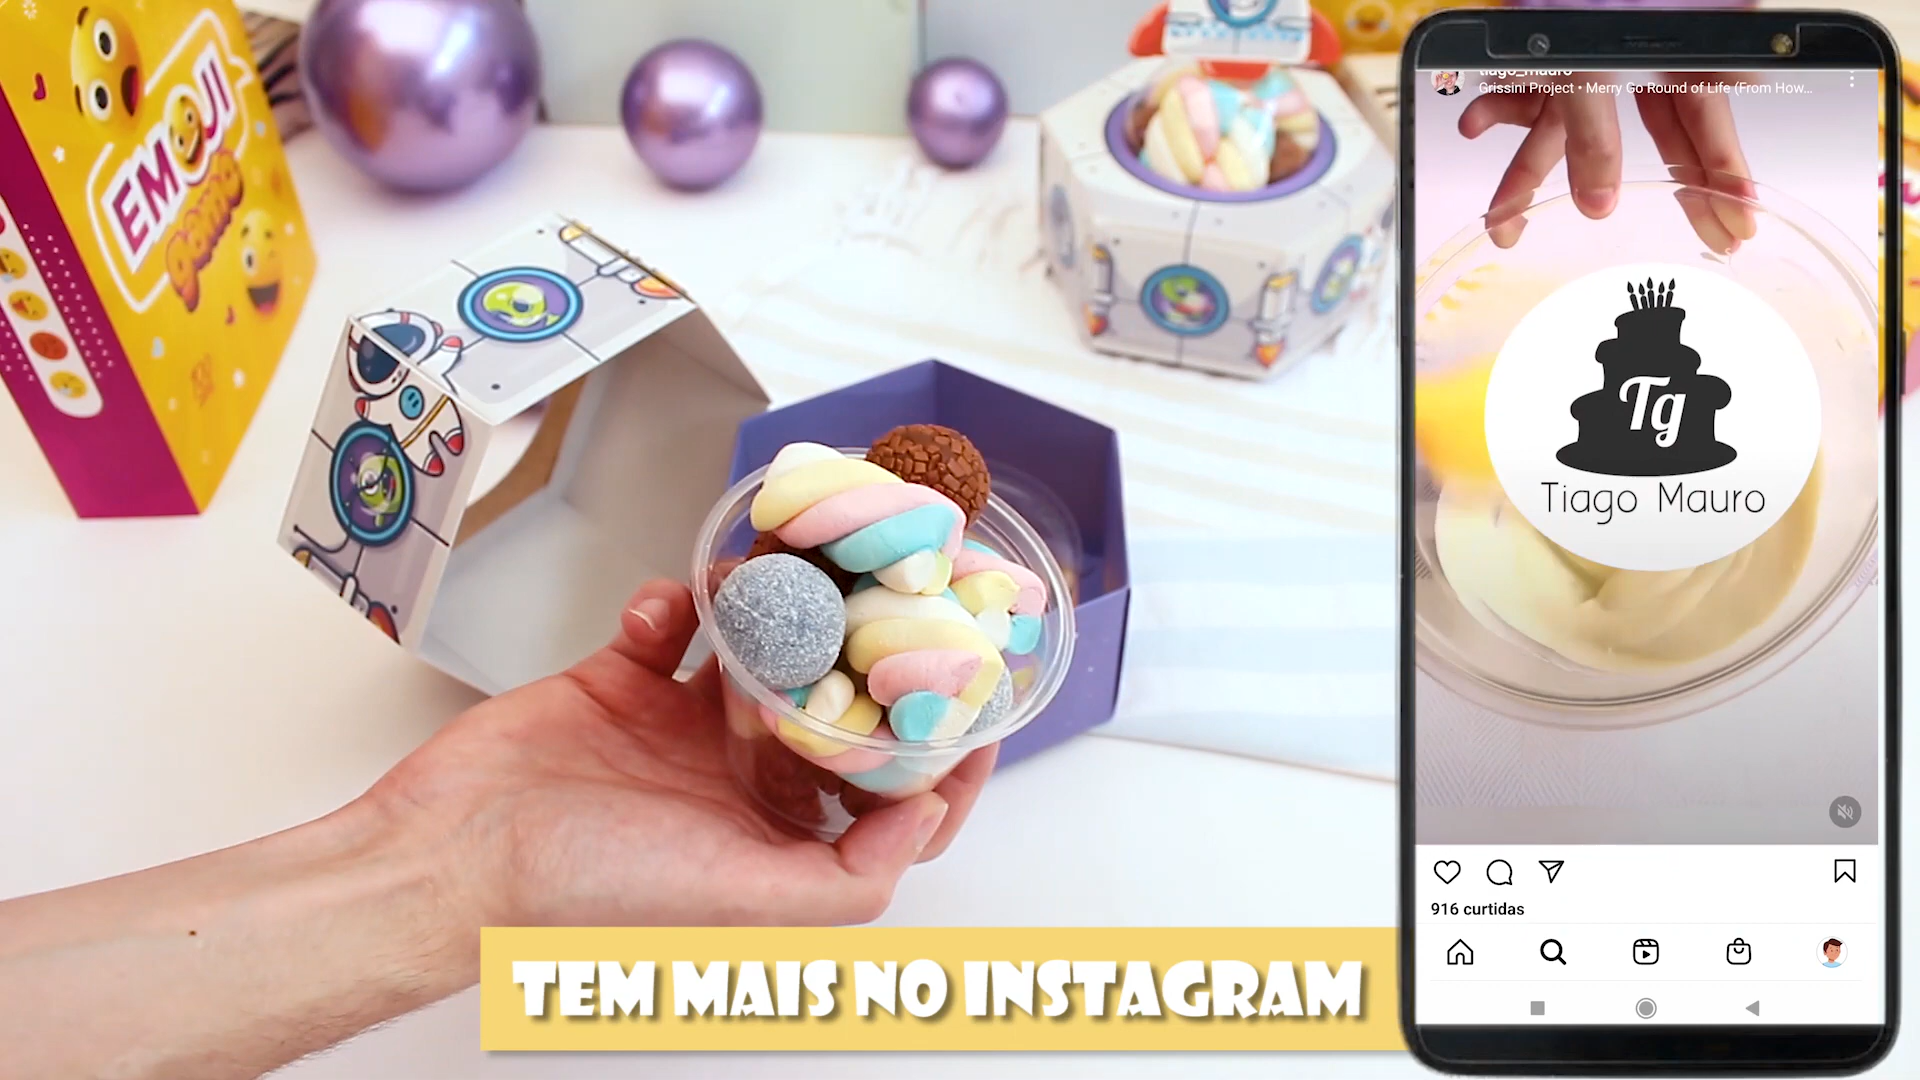 EMOJI
game
tiago_mauro
Grissini Project • Merry Go Round of Life (From How...
Tg
Tiago Mauro
916 curtidas
TEM MAIS NO INSTAGRAM